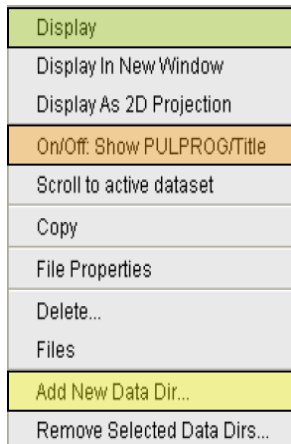 Display
Display In New Window
Display As 2D Projection
On/Off: Show PULPROG/Title
Scroll to active dataset
Copy
File Properties
Delete...
Files
Add New Data Dir...
Remove Selected Data Dirs...